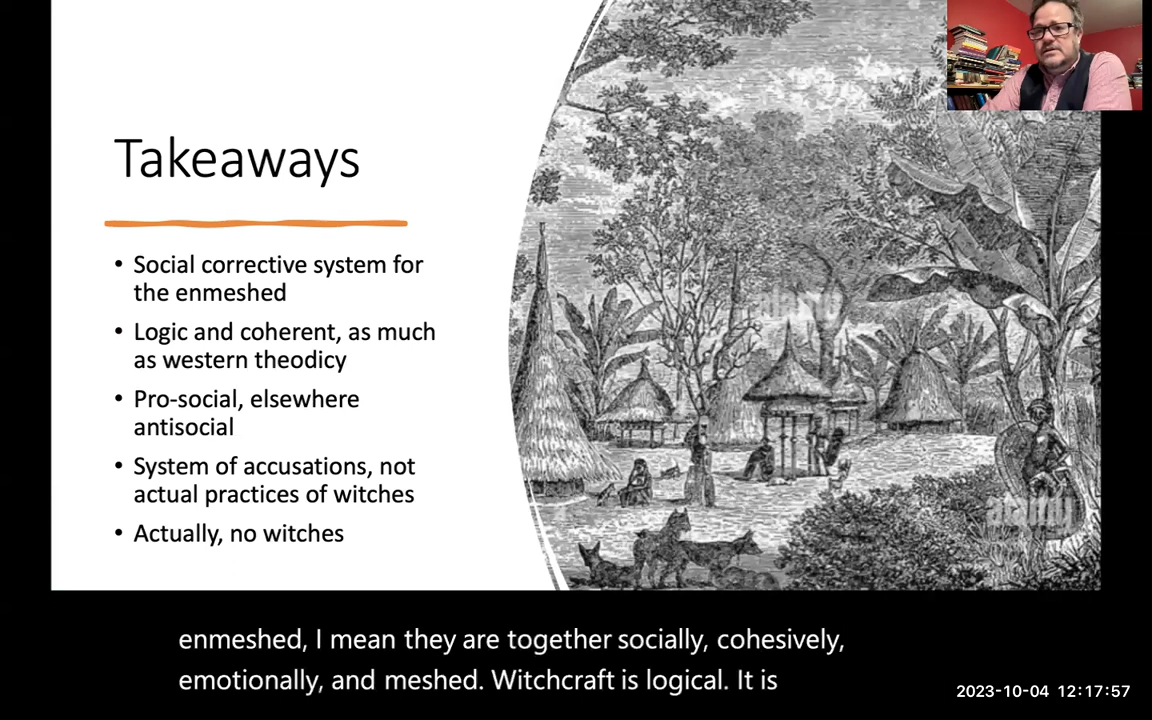 Takeaways
• Social corrective system for
the enmeshed
• Logic and coherent, as much
as western theodicy
• Pro-social, elsewhere
antisocial
• System of accusations, not
actual practices of witches
• Actually, no witches
alamy
alamy
enmeshed, I mean they are together socially, cohesively,
emotionally, and meshed. Witchcraft is logical. It is
2023-10-04 12:17:57